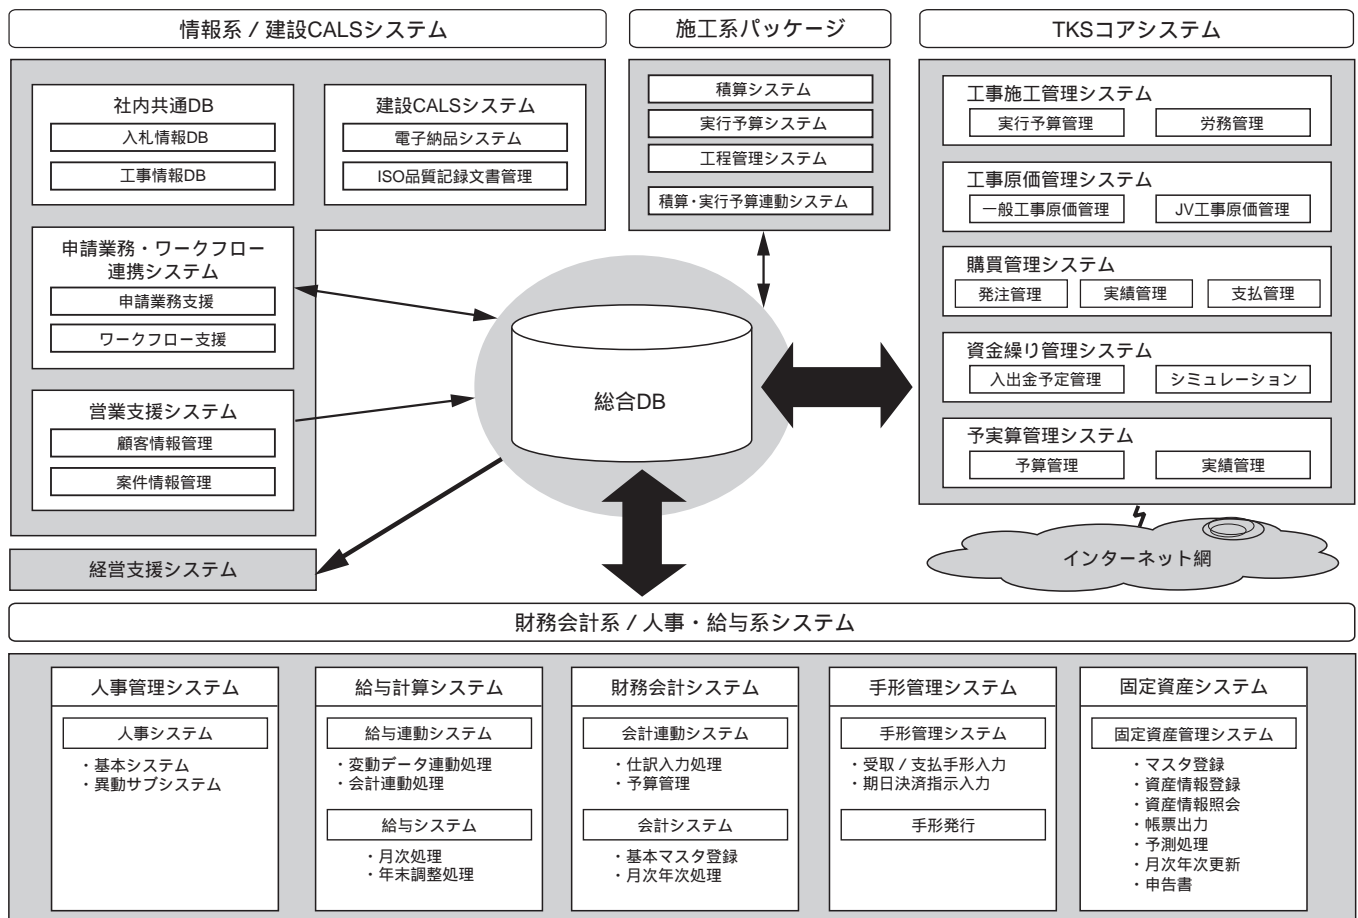 情報系 / 建設CALSシステム
社内共通DB
入札情報DB
工事情報DB
建設CALSシステム
電子納品システム
ISO品質記録文書管理
申請業務・ワークフロー
連携システム
申請業務支援
ワークフロー支援
営業支援システム
顧客情報管理
案件情報管理
経営支援システム
施工系パッケージ
積算システム
実行予算システム
工程管理システム
積算・実行予算連動システム
総合DB
TKSコアシステム
工事施工管理システム
実行予算管理
労務管理
工事原価管理システム
一般工事原価管理
JV工事原価管理
購買管理システム
発注管理
実績管理
支払管理
資金繰り管理システム
入出金予定管理
シミュレーション
予実算管理システム
予算管理
実績管理
インターネット網
財務会計系 / 人事・給与系システム
人事管理システム
人事システム
・基本システム
・異動サブシステム
給与計算システム
給与連動システム
・変動データ連動処理
・会計連動処理
給与システム
・月次処理
・年末調整処理
財務会計システム
会計連動システム
・仕訳入力処理
・予算管理
会計システム
・基本マスタ登録
・月次年次処理
手形管理システム
手形管理システム
・受取 / 支払手形入力
・期日決済指示入力
手形発行
固定資産システム
固定資産管理システム
・マスタ登録
・資産情報登録
・資産情報照会
・帳票出力
・予測処理
・月次年次更新
・申告書